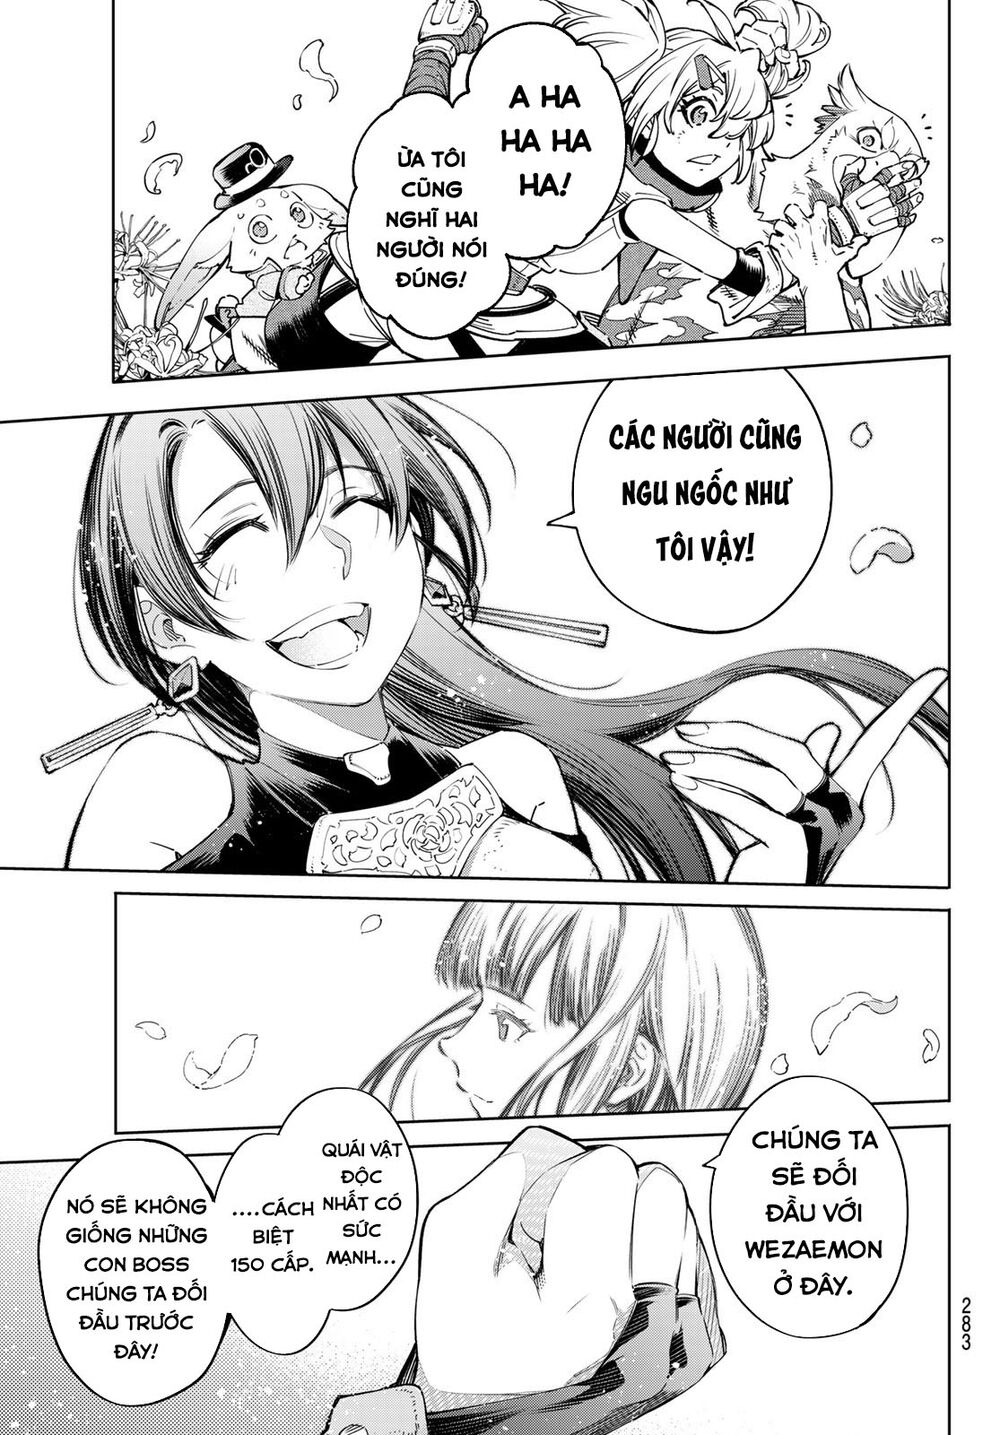 A HA
HA HA
HA!
ỪA TÔI
CŨNG
NGHĨ HAI
NGƯỜI NÓI
ĐÚNG!
CÁC NGƯỜI CŨNG
NGU NGỐC NHƯ
TÔI VẬY!
CHÚNG TA
SẼ ĐỐI
ĐẦU VỚI
WEZAEMON
Ở ĐÂY.
QUÁI VẬT
ĐỘC
NHẤT CÓ
SỨC
MẠNH...
....CÁCH
BIỆT
150 CẤP.
NÓ SẼ KHÔNG
GIỐNG NHỮNG
CON BOSS
CHÚNG TA ĐỐI
ĐẦU TRƯỚC
ĐÂY!
283